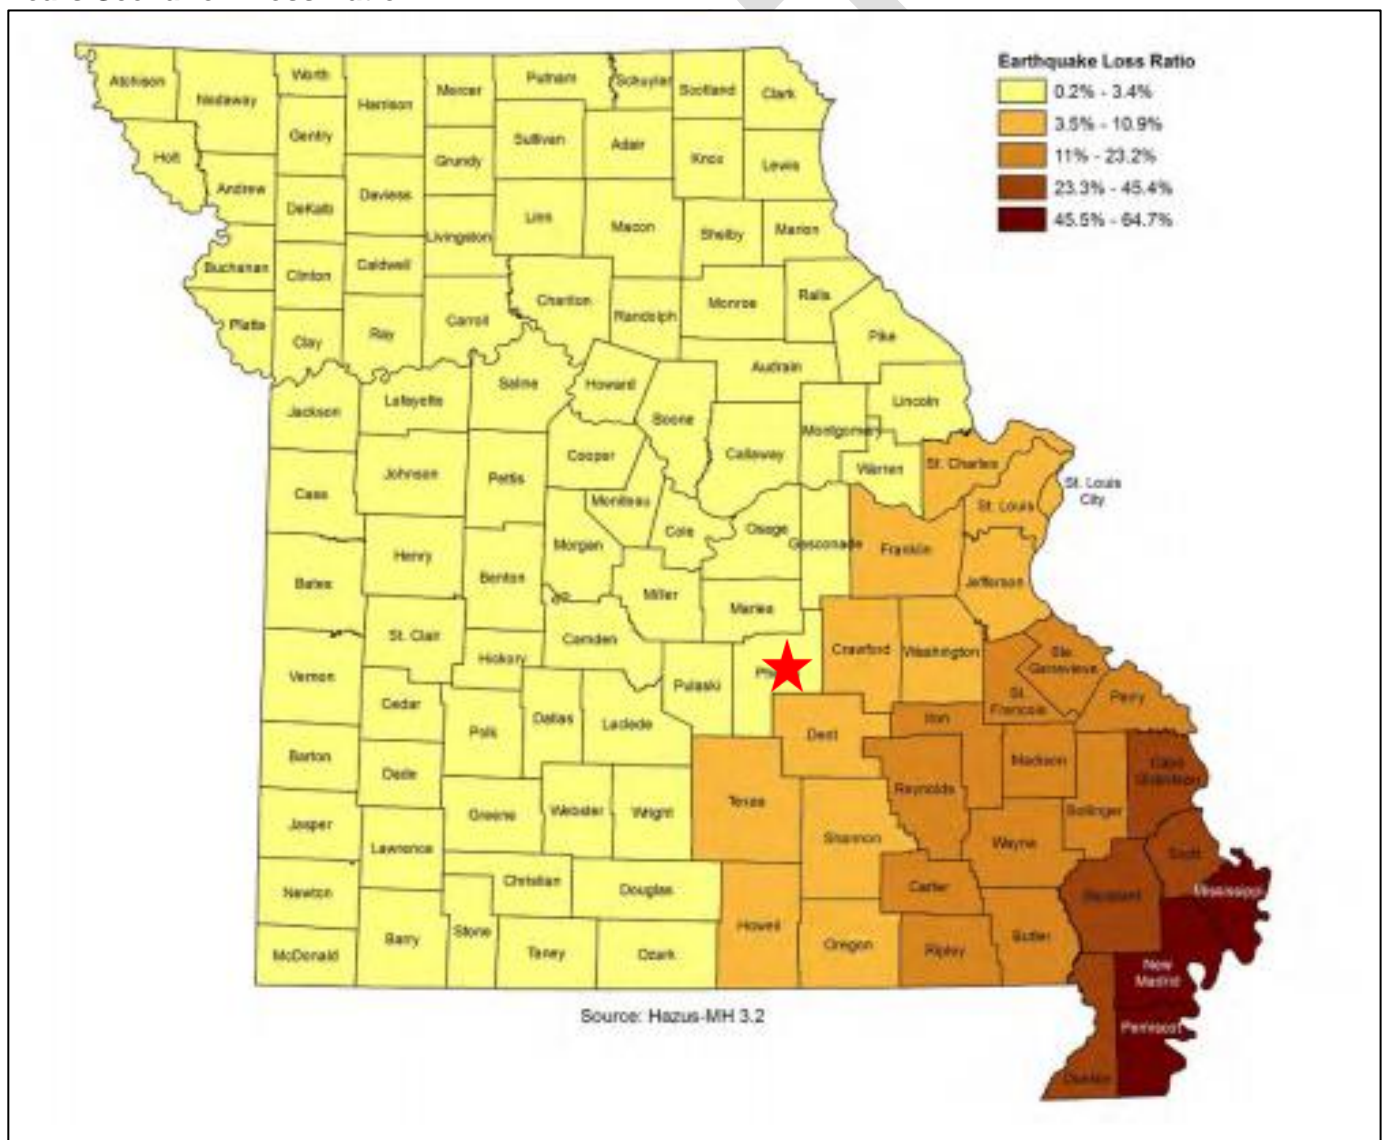 Earthquake Loss Ratio
0.2% - 3.4%
3.5% - 10.9%
11% - 23.2%
23.3% - 45.4%
45.5% - 64.7%
Atchison
Nodaway
Worth
Harrison
Mercer
Putnam
Schuyler
Scotland
Clark
Holt
Gentry
Sullivan
Adair
Knox
Lewis
Grundy
Andrew
DeKalb
Daviess
Linn
Macon
Shelby
Marion
Livingston
Buchanan
Clinton
Caldwell
Chariton
Randolph
Monroe
Ralls
Platte
Clay
Ray
Carroll
Pike
Audrain
Saline
Howard
Jackson
Lafayette
Boone
Lincoln
Montgomery
Cooper
Callaway
Warren
St. Charles
St. Louis
City
Cass
Johnson
Pettis
Moniteau
St. Louis
Cole
Osage
Gasconade
Franklin
Morgan
Henry
Bates
Benton
Miller
Maries
Jefferson
St. Clair
Camden
Hickory
Crawford
Washington
Ste.
Genevieve
Vernon
Pulaski
Ph
St.
Francois
Perry
Cedar
Polk
Dallas
Laclede
Dent
Iron
Barton
Dade
Madison
Cape
Girardeau
Reynolds
Texas
Jasper
Greene
Webster
Wright
Shannon
Bollinger
Lawrence
Wayne
Scott
Newton
Christian
Douglas
Carter
Stoddard
Mississippi
Barry
Stone
Howell
Butler
McDonald
Taney
Ozark
Oregon
Ripley
New
Madrid
Pemiscot
Dunklin
Source: Hazus-MH 3.2